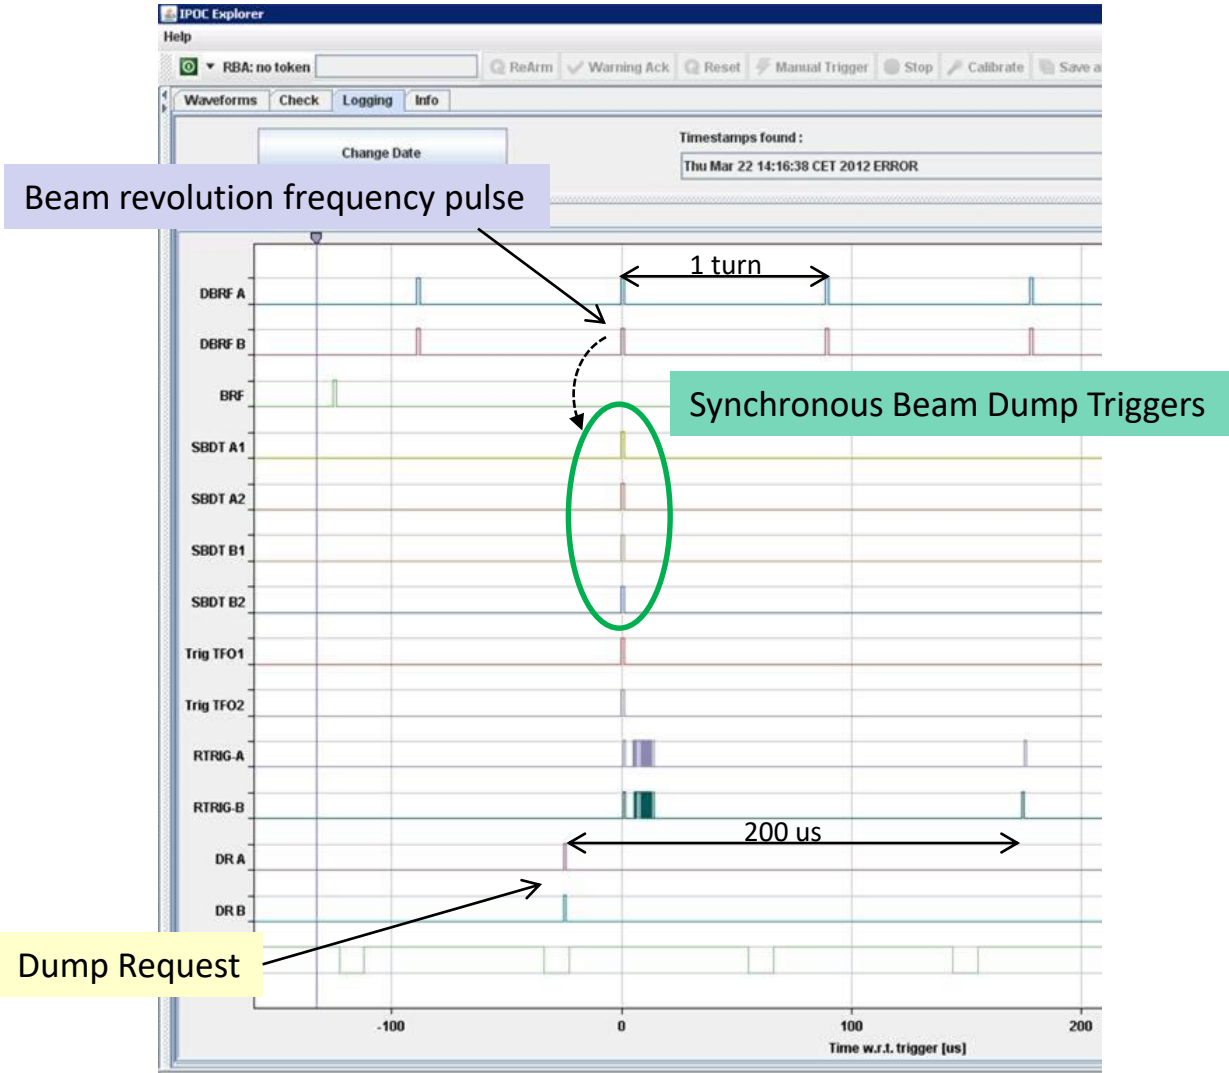 IPOC Explorer
Help
RBA: no token ReArm Warning Ack Reset Manual Trigger Stop Calibrate Save a
Waveforms Check Logging Info
Timestamps found :
Change Date
Thu Mar 22 14:16:38 CET 2012 ERROR
Beam revolution frequency pulse
1 turn
DBRF A
DBRF B
BRF
Synchronous Beam Dump Triggers
SBDT A1
SBDT A2
SBDT B1
SBDT B2
Trig TFO1
Trig TFO2
RTRIG-A
RTRIG-B
200 us
DR A
DR B
Dump Request
-100 0 100 200
Time w.r.t. trigger [us]